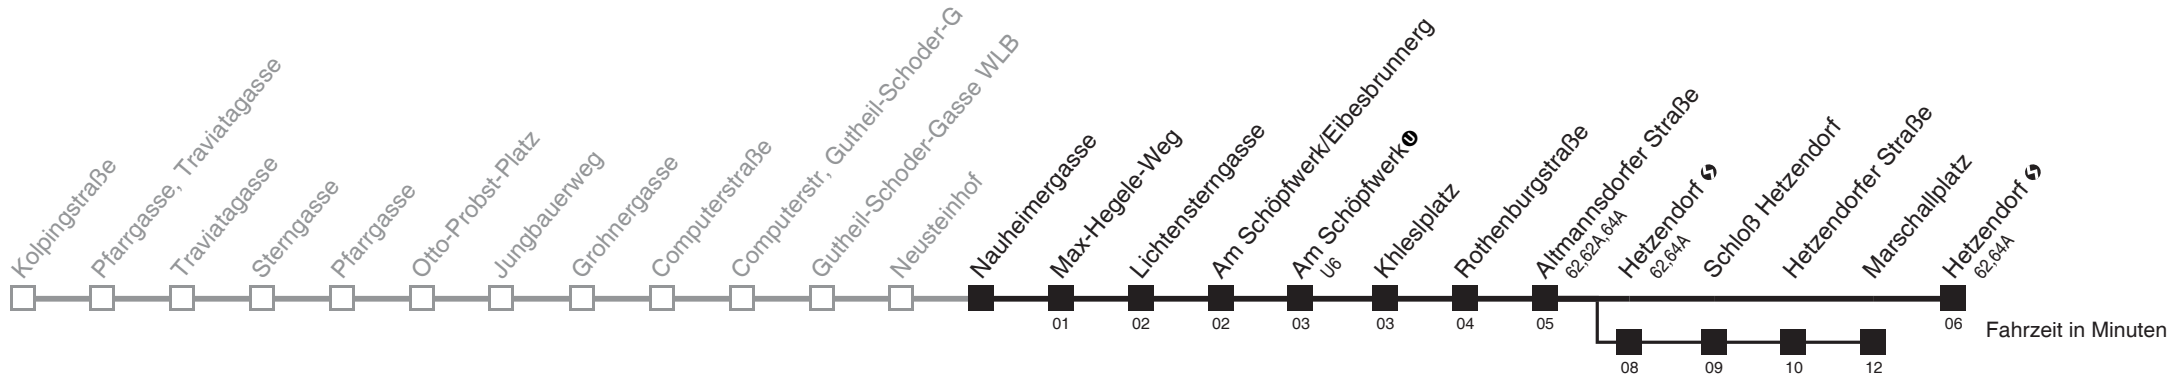 Kolpingstraße
Pfarrgasse, Traviatagasse
Traviatagasse
Sterngasse
Pfarrgasse
Otto-Probst-Platz
Jungbauerweg
Grohnergasse
Computerstraße
Computerstr, Gutheil-Schoder-G
Gutheil-Schoder-Gasse WLB
Neusteinhof
Nauheimergasse
Max-Hegele-Weg
Lichtensterngasse
Am Schöpfwerk/Eibesbrunnerg
Am Schöpfwerk U
U6
Khleslplatz
Rothenburgstraße
Altmannsdorfer Straße
62,62A,64A
Hetzendorf
62,64A
Schloß Hetzendorf
Hetzendorfer Straße
Marschallplatz
Hetzendorf
62,64A
01
02
02
03
03
04
05
06
Fahrzeit in Minuten
08
09
10
12